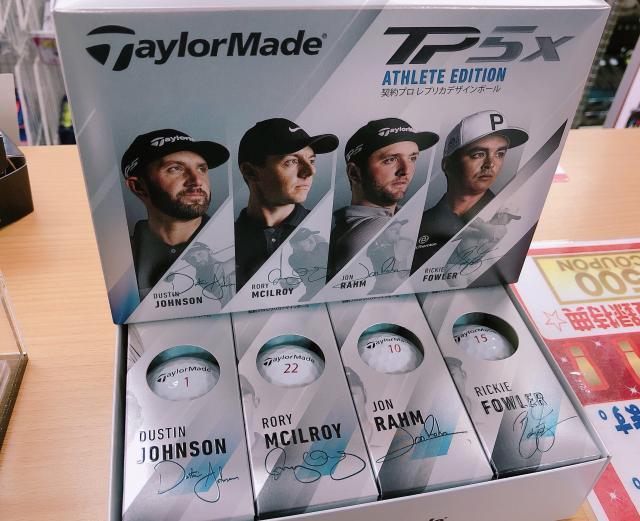 TaylorMade
TP5x
ATHLETE EDITION
契約プロ レプリカデザインボール
TaylorMade
P
DUSTIN
JOHNSON
RORY
MCILROY
JON
RAHM
RICKIE
FOWLER
500
COUPON
TaylorMade
1
TaylorMade
22
TaylorMade
10
TaylorMade
15
DUSTIN
JOHNSON
RORY
MCILROY
JON
RAHM
RICKIE
FOWLER